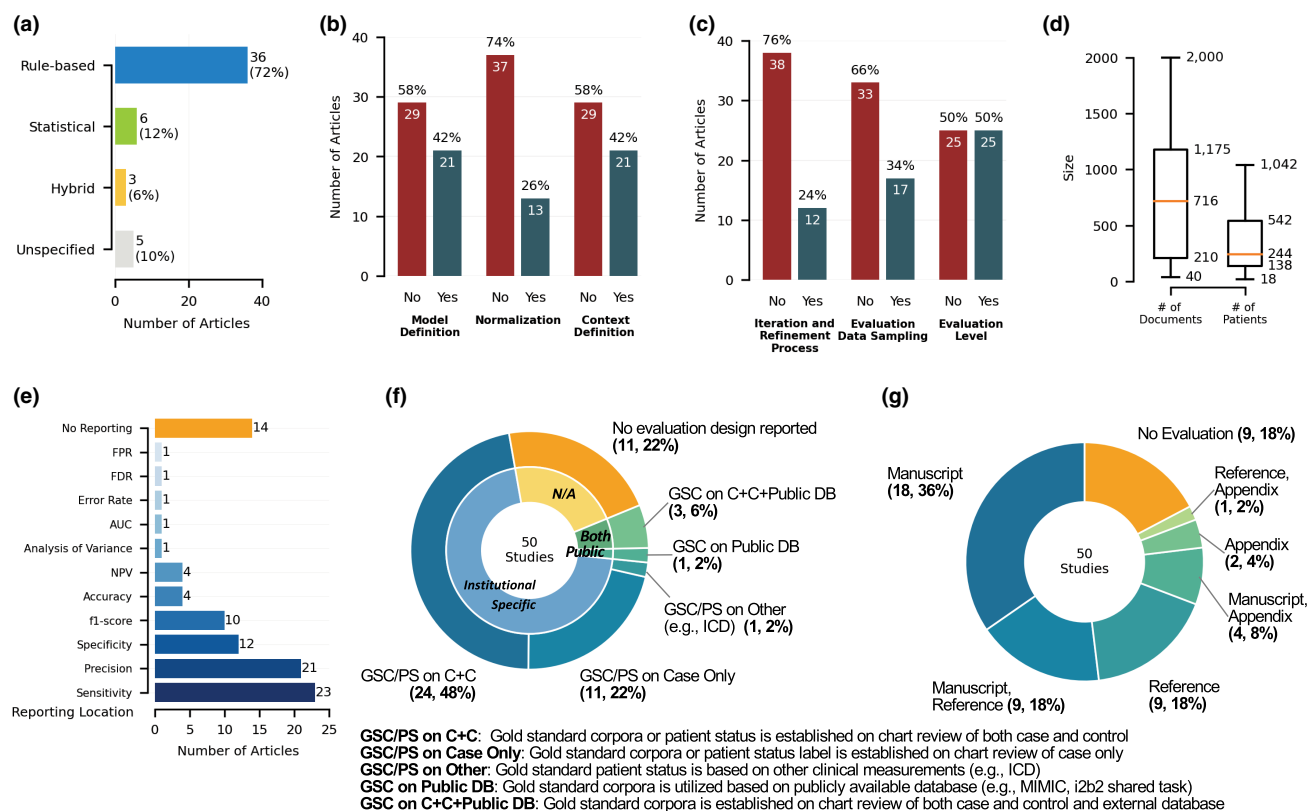 (a)
Rule-based
36
(72%)
Statistical
6
(12%)
Hybrid
3
(6%)
Unspecified
5
(10%)
0 20 40
Number of Articles
(b)
Number of Articles
40
30
20
10
0
58%
29
42%
21
74%
37
26%
13
58%
29
42%
21
No Yes No Yes No Yes
Model
Definition
Normalization
Context
Definition
(c)
Number of Articles
40
30
20
10
0
76%
38
24%
12
66%
33
34%
17
50%
25
50%
25
No Yes No Yes No Yes
Iteration and
Refinement
Process
Evaluation
Data Sampling
Evaluation
Level
(d)
Size
2000
1500
1000
500
0
2,000
1,175
716
210
40
1,042
542
244
138
18
# of
Documents
# of
Patients
(e)
No Reporting 14
FPR 1
FDR 1
Error Rate 1
AUC 1
Analysis of Variance 1
NPV 4
Accuracy 4
f1-score 10
Specificity 12
Precision 21
Sensitivity 23
Reporting Location
0 5 10 15 20 25
Number of Articles
(f)
No evaluation design reported
(11, 22%)
GSC on C+C+Public DB
(3, 6%)
GSC on Public DB
(1, 2%)
GSC/PS on Other
(e.g., ICD) (1, 2%)
GSC/PS on Case Only
(11, 22%)
GSC/PS on C+C
(24, 48%)
N/A
Both
Public
Institutional
Specific
50
Studies
(g)
No Evaluation (9, 18%)
Reference,
Appendix
(1, 2%)
Appendix
(2, 4%)
Manuscript,
Appendix
(4, 8%)
Reference
(9, 18%)
Manuscript,
Reference (9, 18%)
Manuscript
(18, 36%)
50
Studies
GSC/PS on C+C: Gold standard corpora or patient status is established on chart review of both case and control
GSC/PS on Case Only: Gold standard corpora or patient status label is established on chart review of case only
GSC/PS on Other: Gold standard patient status is based on other clinical measurements (e.g., ICD)
GSC on Public DB: Gold standard corpora is utilized based on publicly available database (e.g., MIMIC, i2b2 shared task)
GSC on C+C+Public DB: Gold standard corpora is established on chart review of both case and control and external database